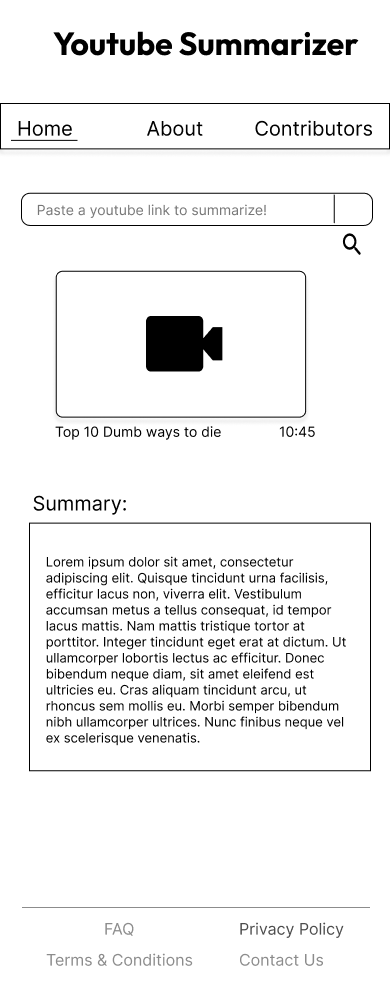 Youtube Summarizer
Home About Contributors
Paste a youtube link to summarize!
Top 10 Dumb ways to die 10:45
Summary:
Lorem ipsum dolor sit amet, consectetur
adipiscing elit. Quisque tincidunt urna facilisis,
efficitur lacus non, viverra elit. Vestibulum
accumsan metus a tellus consequat, id tempor
lacus mattis. Nam mattis tristique tortor at
porttitor. Integer tincidunt eget erat at dictum. Ut
ullamcorper lobortis lectus ac efficitur. Donec
bibendum neque diam, sit amet eleifend est
ultricies eu. Cras aliquam tincidunt arcu, ut
rhoncus sem mollis eu. Morbi semper bibendum
nibh ullamcorper ultrices. Nunc finibus neque vel
ex scelerisque venenatis.
FAQ Privacy Policy
Terms & Conditions Contact Us